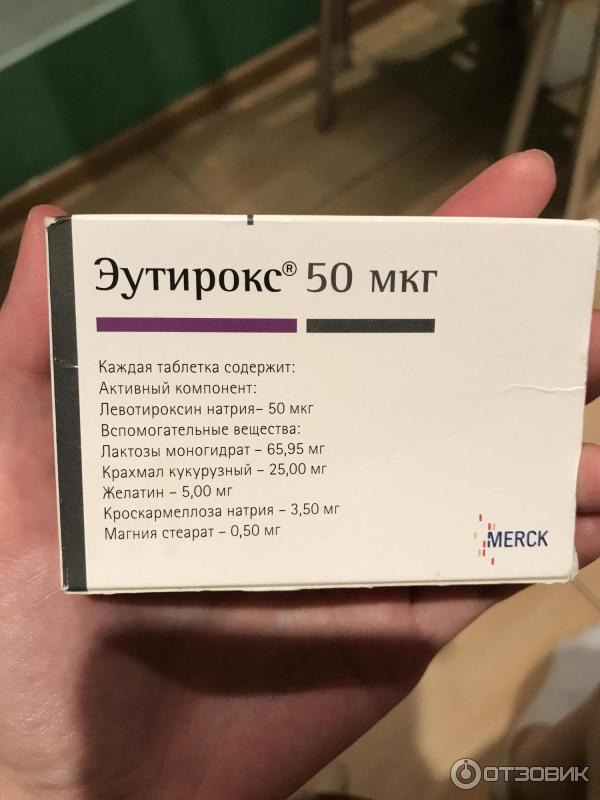 Эутирокс® 50 мкг
Каждая таблетка содержит:
Активный компонент:
Левотироксин натрия– 50 мкг
Вспомогательные вещества:
Лактозы моногидрат – 65,95 мг
Крахмал кукурузный – 25,00 мг
Желатин – 5,00 мг
Кроскармеллоза натрия – 3,50 мг
Магния стеарат – 0,50 мг
MERCK
ОТЗОВИК